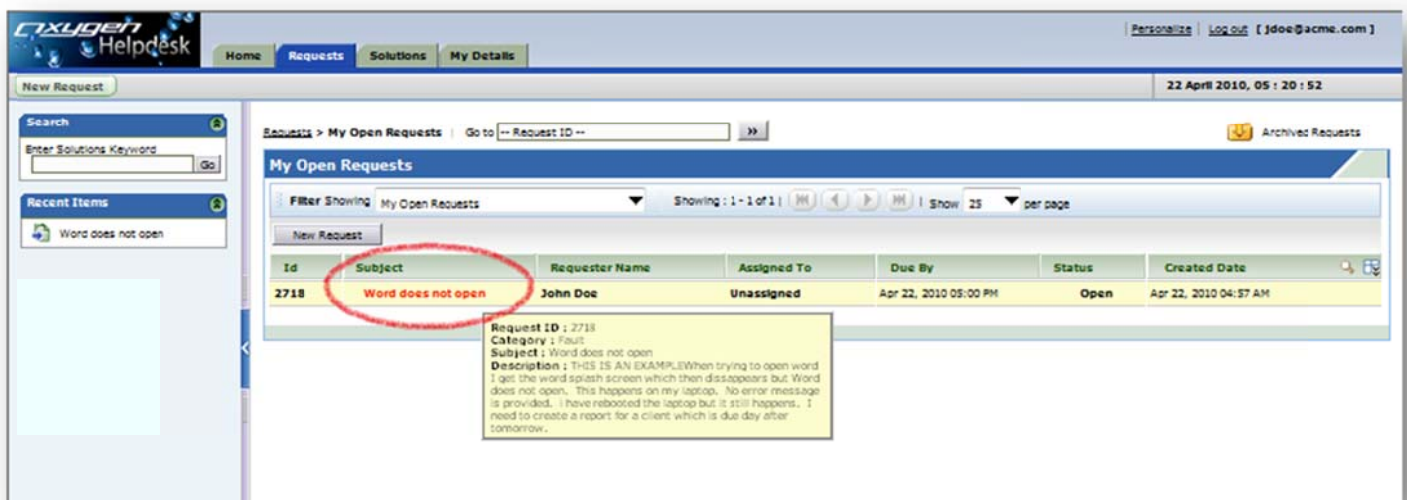 oxygen
Helpdesk
Home Requests Solutions My Details
Personalize | Log out [ jdoe@acme.com ]
New Request
22 April 2010, 05 : 20 : 52
Search
Enter Solutions Keyword
Go
Recent Items
Word does not open
Requests > My Open Requests | Go to -- Request ID -- »
Archived Requests
My Open Requests
Filter Showing My Open Requests Showing : 1 - 1 of 1 | | Show 25 per page
New Request
Id Subject Requester Name Assigned To Due By Status Created Date
2718 Word does not open John Doe Unassigned Apr 22, 2010 05:00 PM Open Apr 22, 2010 04:57 AM
Request ID : 2718
Category : Fault
Subject : Word does not open
Description : THIS IS AN EXAMPLEWhen trying to open word
I get the word splash screen which then dissappears but Word
does not open. This happens on my laptop. No error message
is provided. i have rebooted the laptop but it still happens. I
need to create a report for a client which is due day after
tomorrow.